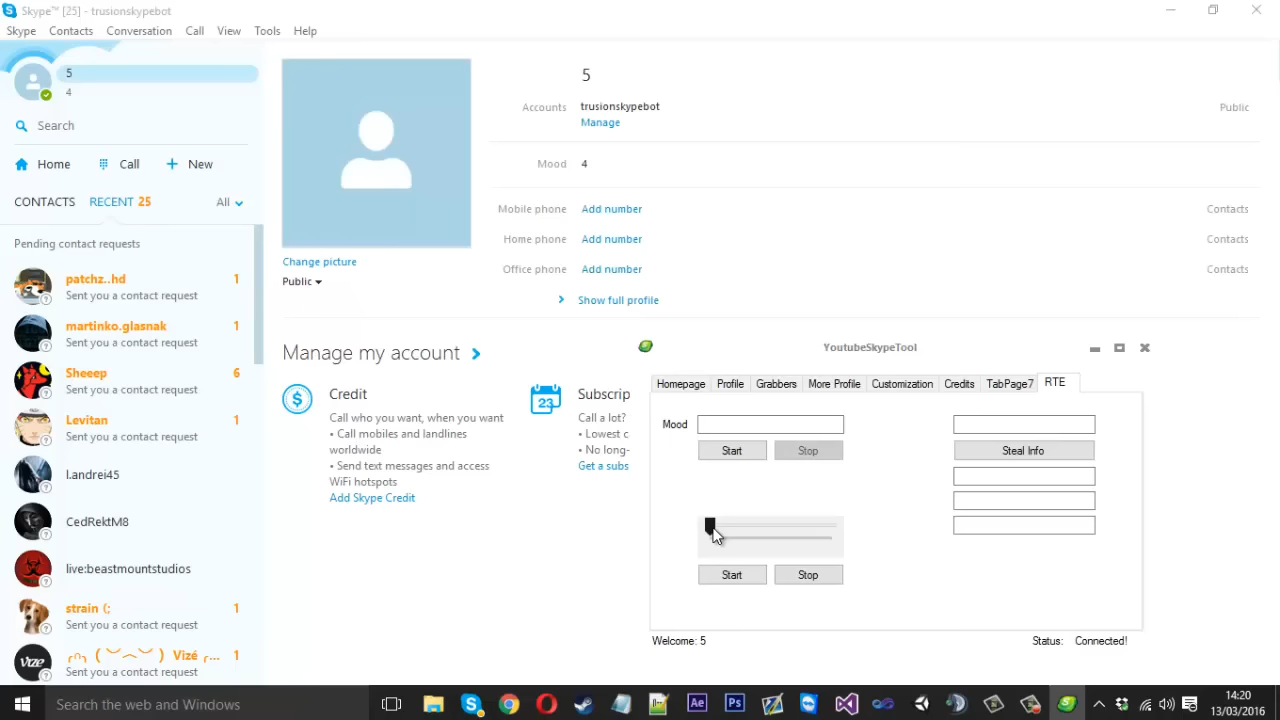 Skype™ [25] - trusionskypebot
Skype Contacts Conversation Call View Tools Help
5
4
Search
Home Call New
CONTACTS RECENT 25 All
Pending contact requests
patchz..hd 1
Sent you a contact request
martinko.glasnak 1
Sent you a contact request
Sheeep 6
Sent you a contact request
Levitan 1
Sent you a contact request
l.andrei45
CedRektM8
live:beastmountstudios
strain (; 1
Sent you a contact request
Vizé 1
Sent you a contact request
5
Accounts trusionskypebot Public
Manage
Mood 4
Mobile phone Add number Contacts
Home phone Add number Contacts
Office phone Add number Contacts
Show full profile
Change picture
Public
Manage my account
Credit
Call who you want, when you want
• Call mobiles and landlines
worldwide
• Send text messages and access
WiFi hotspots
Add Skype Credit
23
Subscrip
Call a lot?
• Lowest c
• No long-
Get a subs
YoutubeSkypeTool
Homepage Profile Grabbers More Profile Customization Credits TabPage7 RTE
Mood
Start Stop
Steal Info
Start Stop
Welcome: 5
Status: Connected!
Search the web and Windows
Ae Ps
14:20
13/03/2016